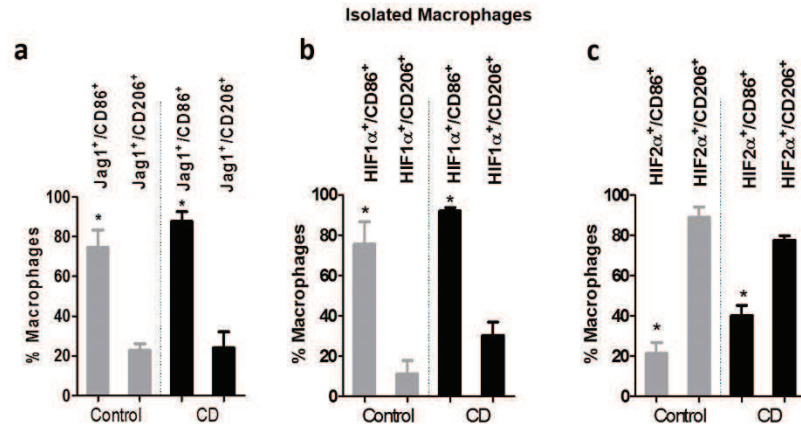 Isolated Macrophages
a
Jag1⁺/CD86⁺
Jag1⁺/CD206⁺
Jag1⁺/CD86⁺
Jag1⁺/CD206⁺
% Macrophages
100
80
60
40
20
0
*
*
Control
CD
b
HIF1α⁺/CD86⁺
HIF1α⁺/CD206⁺
HIF1α⁺/CD86⁺
HIF1α⁺/CD206⁺
% Macrophages
100
80
60
40
20
0
*
*
Control
CD
c
HIF2α⁺/CD86⁺
HIF2α⁺/CD206⁺
HIF2α⁺/CD86⁺
HIF2α⁺/CD206⁺
% Macrophages
100
80
60
40
20
0
*
*
Control
CD